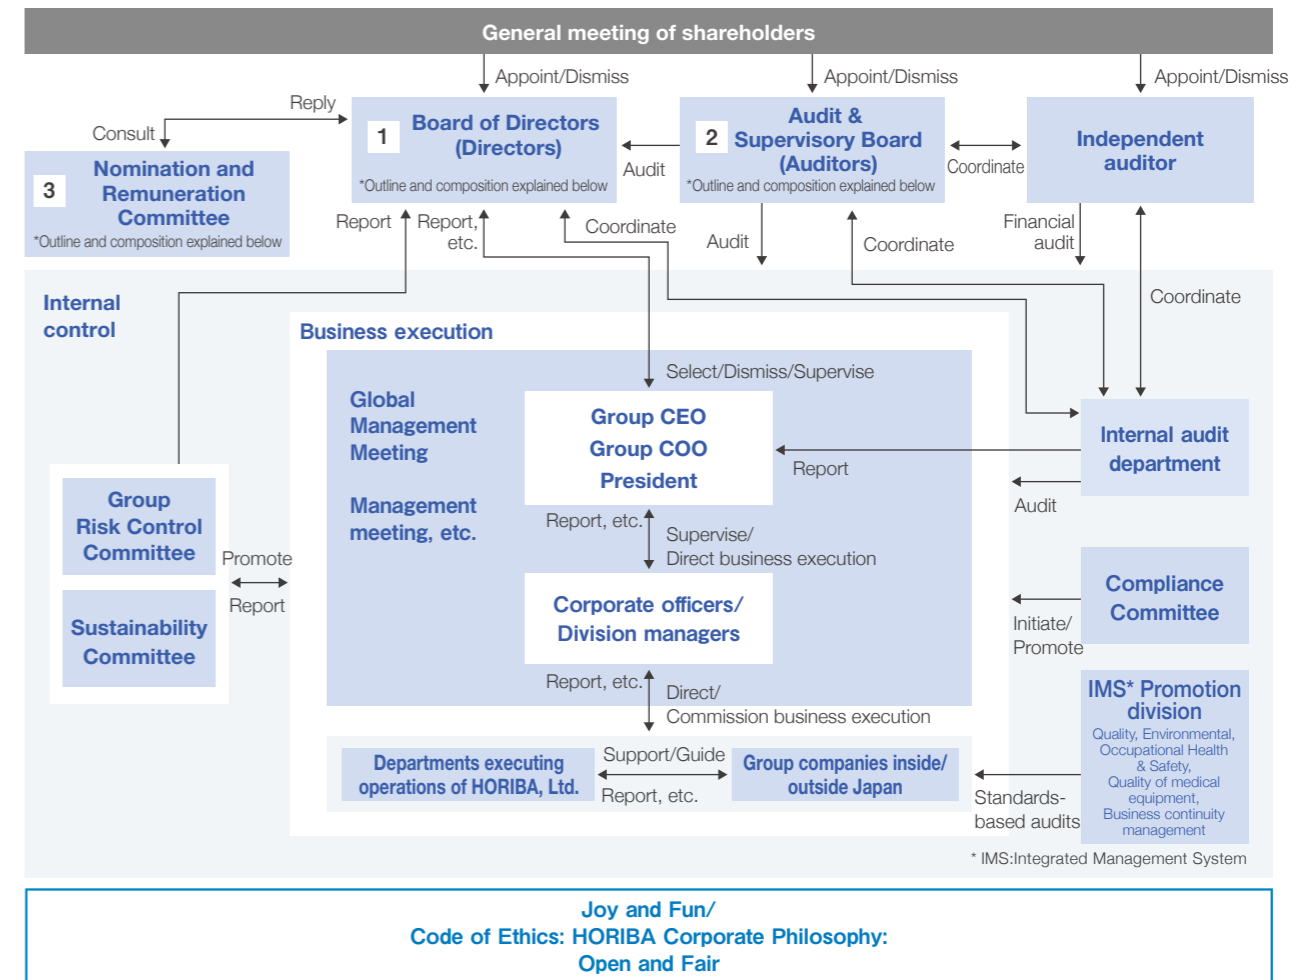 General meeting of shareholders
Appoint/Dismiss
Appoint/Dismiss
Appoint/Dismiss
Reply
Consult
1
Board of Directors
(Directors)
*Outline and composition explained below
Audit
2
Audit &
Supervisory Board
(Auditors)
*Outline and composition explained below
Coordinate
Independent
auditor
3
Nomination and
Remuneration
Committee
*Outline and composition explained below
Report
Report,
etc.
Coordinate
Audit
Coordinate
Financial
audit
Coordinate
Internal
control
Business execution
Select/Dismiss/Supervise
Global
Management
Meeting
Management
meeting, etc.
Group CEO
Group COO
President
Report
Internal audit
department
Audit
Group
Risk Control
Committee
Sustainability
Committee
Promote
Report
Report, etc.
Supervise/
Direct business execution
Corporate officers/
Division managers
Compliance
Committee
Initiate/
Promote
Report, etc.
Direct/
Commission business execution
Departments executing
operations of HORIBA, Ltd.
Support/Guide
Report, etc.
Group companies inside/
outside Japan
IMS* Promotion
division
Quality, Environmental,
Occupational Health
& Safety,
Quality of medical
equipment,
Business continuity
management
Standards-
based audits
* IMS:Integrated Management System
Joy and Fun/
Code of Ethics: HORIBA Corporate Philosophy:
Open and Fair